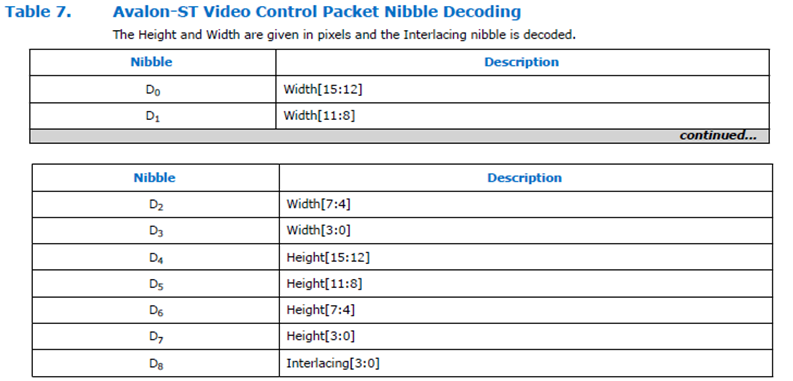 Table 7. Avalon-ST Video Control Packet Nibble Decoding
The Height and Width are given in pixels and the Interlacing nibble is decoded.
Nibble Description
D₀ Width[15:12]
D₁ Width[11:8]
continued...
Nibble Description
D₂ Width[7:4]
D₃ Width[3:0]
D₄ Height[15:12]
D₅ Height[11:8]
D₆ Height[7:4]
D₇ Height[3:0]
D₈ Interlacing[3:0]